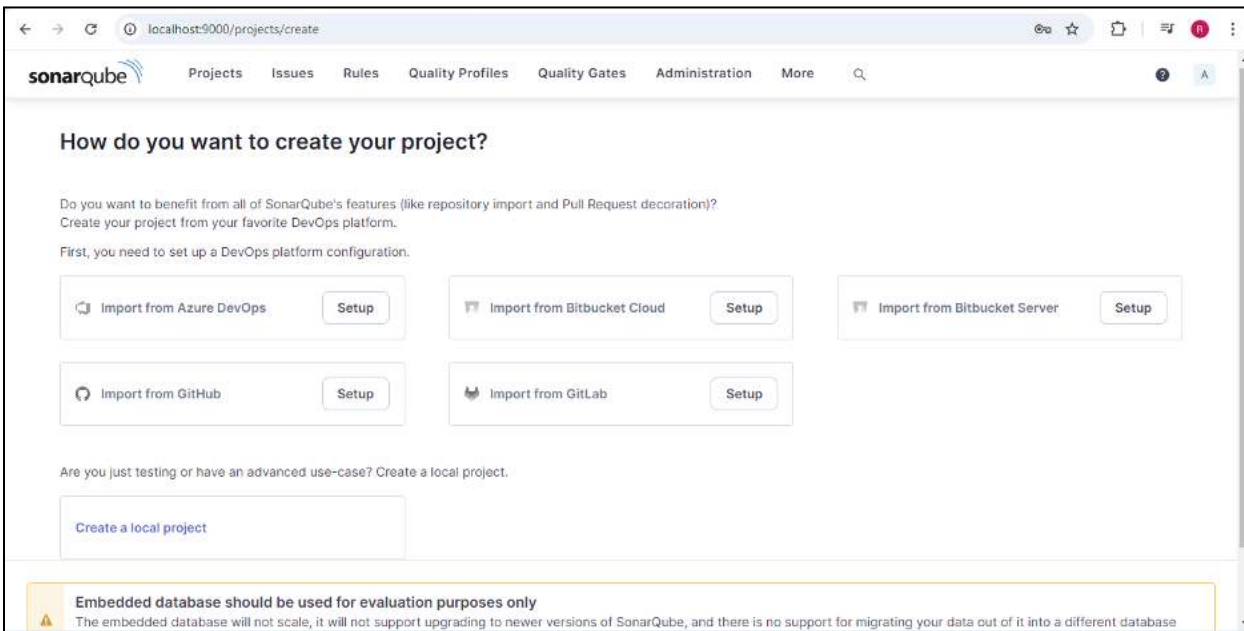 localhost:9000/projects/create
R
sonarqube Projects Issues Rules Quality Profiles Quality Gates Administration More ? A
How do you want to create your project?
Do you want to benefit from all of SonarQube's features (like repository import and Pull Request decoration)?
Create your project from your favorite DevOps platform.
First, you need to set up a DevOps platform configuration.
Import from Azure DevOps Setup Import from Bitbucket Cloud Setup Import from Bitbucket Server Setup
Import from GitHub Setup Import from GitLab Setup
Are you just testing or have an advanced use-case? Create a local project.
Create a local project
Embedded database should be used for evaluation purposes only
The embedded database will not scale, it will not support upgrading to newer versions of SonarQube, and there is no support for migrating your data out of it into a different database